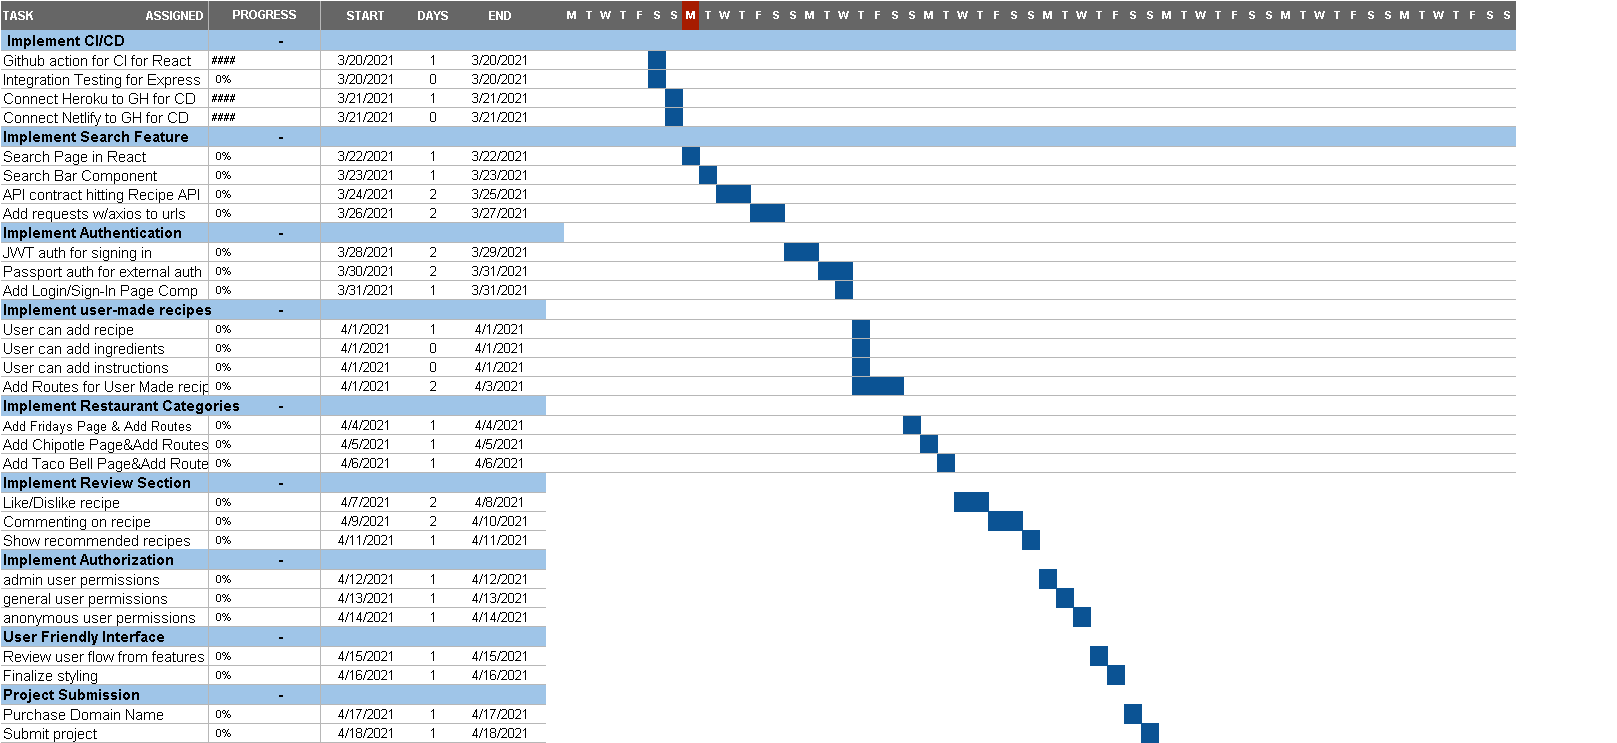 TASK ASSIGNED PROGRESS START DAYS END M T W T F S S M T W T F S S M T W T F S S M T W T F S S M T W T F S S M T W T F S S M T W T F S S M T W T F S S
Implement CI/CD -
Github action for CI for React #### 3/20/2021 1 3/20/2021
Integration Testing for Express 0% 3/20/2021 0 3/20/2021
Connect Heroku to GH for CD #### 3/21/2021 1 3/21/2021
Connect Netlify to GH for CD #### 3/21/2021 0 3/21/2021
Implement Search Feature -
Search Page in React 0% 3/22/2021 1 3/22/2021
Search Bar Component 0% 3/23/2021 1 3/23/2021
API contract hitting Recipe API 0% 3/24/2021 2 3/25/2021
Add requests w/axios to urls 0% 3/26/2021 2 3/27/2021
Implement Authentication -
JWT auth for signing in 0% 3/28/2021 2 3/29/2021
Passport auth for external auth 0% 3/30/2021 2 3/31/2021
Add Login/Sign-In Page Comp 0% 3/31/2021 1 3/31/2021
Implement user-made recipes -
User can add recipe 0% 4/1/2021 1 4/1/2021
User can add ingredients 0% 4/1/2021 0 4/1/2021
User can add instructions 0% 4/1/2021 0 4/1/2021
Add Routes for User Made recip 0% 4/1/2021 2 4/3/2021
Implement Restaurant Categories -
Add Fridays Page & Add Routes 0% 4/4/2021 1 4/4/2021
Add Chipotle Page&Add Routes 0% 4/5/2021 1 4/5/2021
Add Taco Bell Page&Add Route 0% 4/6/2021 1 4/6/2021
Implement Review Section -
Like/Dislike recipe 0% 4/7/2021 2 4/8/2021
Commenting on recipe 0% 4/9/2021 2 4/10/2021
Show recommended recipes 0% 4/11/2021 1 4/11/2021
Implement Authorization -
admin user permissions 0% 4/12/2021 1 4/12/2021
general user permissions 0% 4/13/2021 1 4/13/2021
anonymous user permissions 0% 4/14/2021 1 4/14/2021
User Friendly Interface -
Review user flow from features 0% 4/15/2021 1 4/15/2021
Finalize styling 0% 4/16/2021 1 4/16/2021
Project Submission -
Purchase Domain Name 0% 4/17/2021 1 4/17/2021
Submit project 0% 4/18/2021 1 4/18/2021